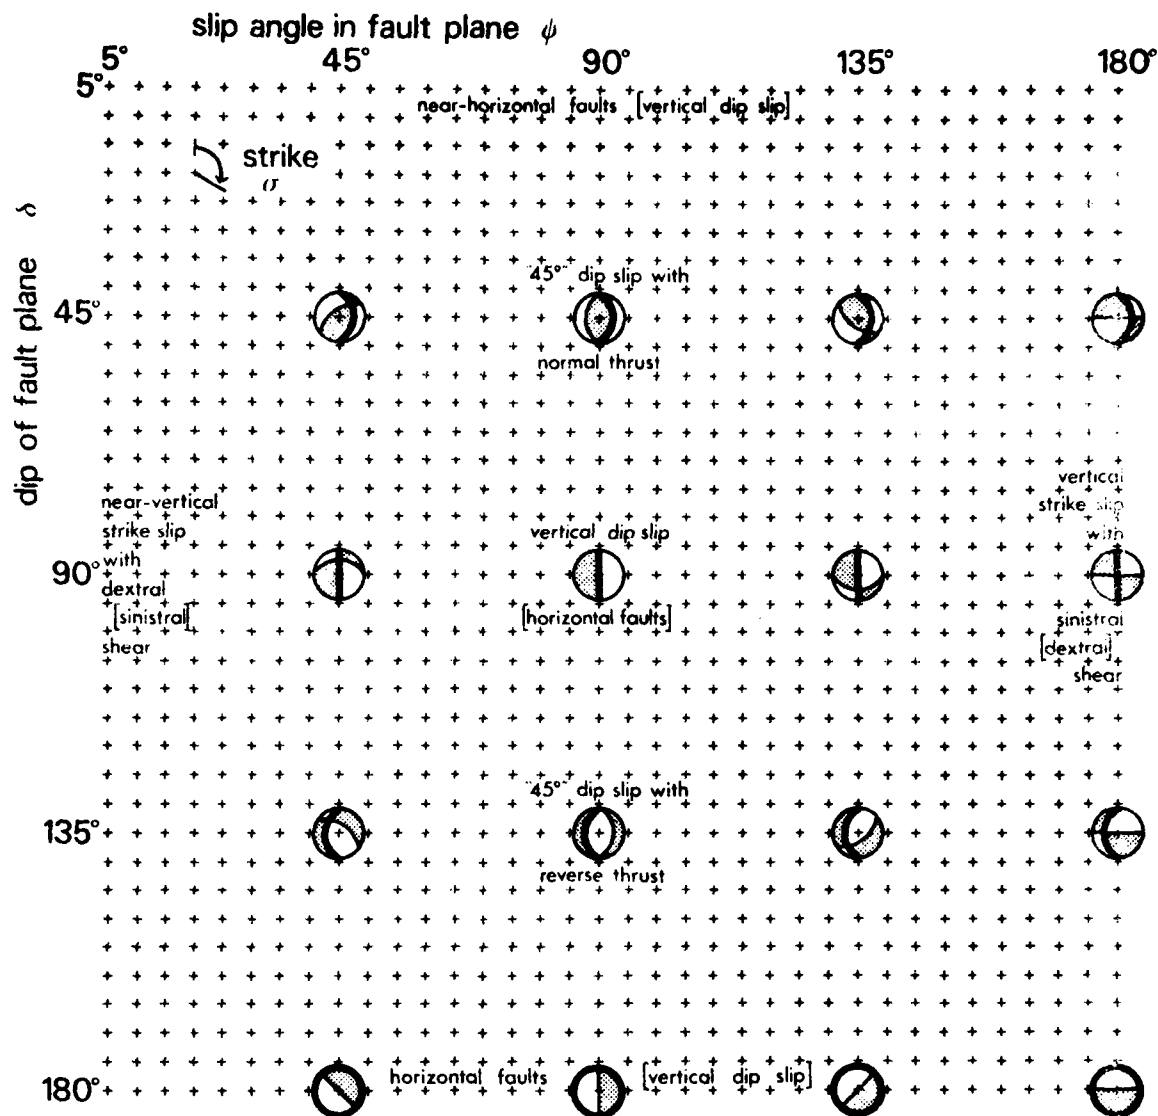 slip angle in fault plane ψ
5° 45° 90° 135° 180°
5°
near-horizontal faults [vertical dip slip]
strike
σ
dip of fault plane δ
"45°" dip slip with
45°
normal thrust
near-vertical
strike slip
with
dextral
[sinistral]
shear
vertical
strike slip
with
vertical dip slip
90°
[horizontal faults]
sinistral
[dextral]
shear
"45°" dip slip with
135°
reverse thrust
180°
horizontal faults [vertical dip slip]